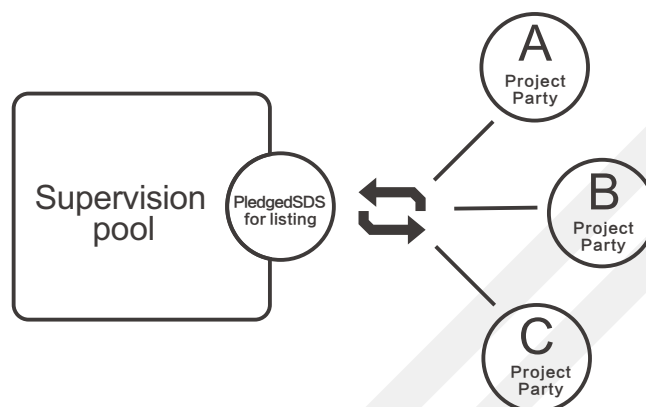 Supervision
pool
PledgedSDS
for listing
A
Project
Party
B
Project
Party
C
Project
Party